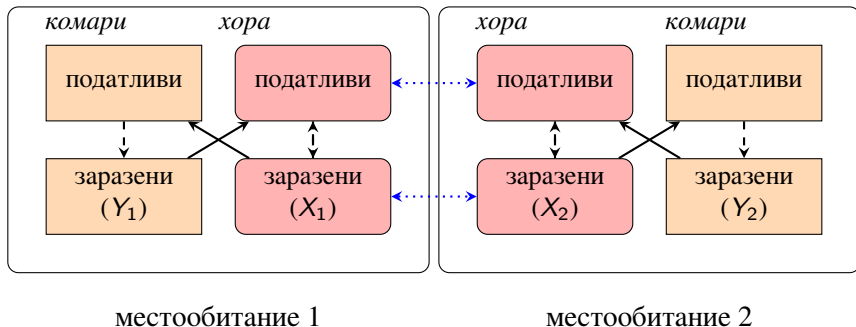 комари хора
податливи податливи
заразени заразени
(Y₁) (X₁)
местообитание 1
хора комари
податливи податливи
заразени заразени
(X₂) (Y₂)
местообитание 2